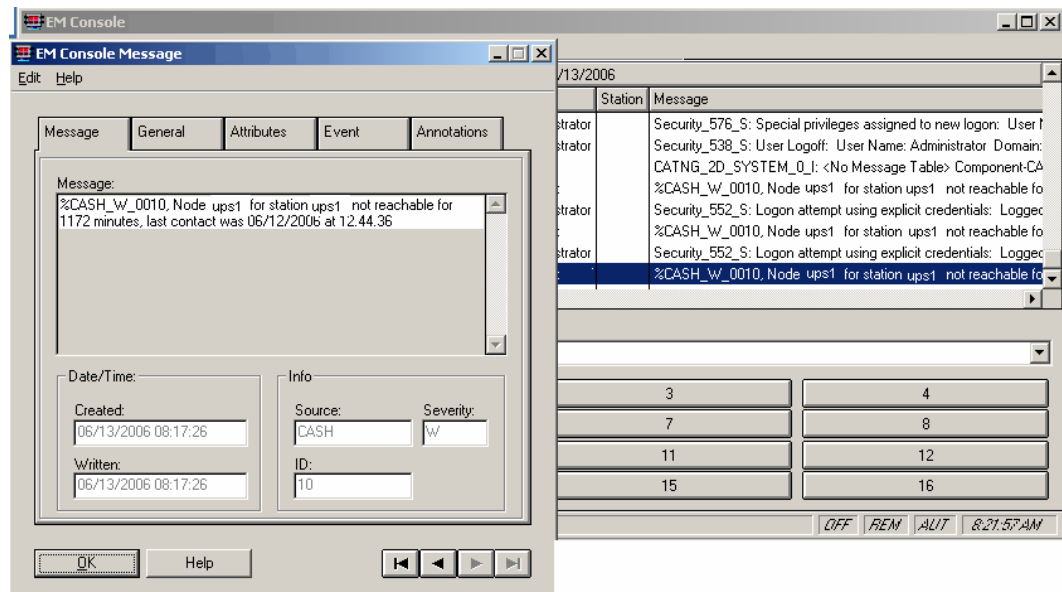 EM Console
EM Console Message
Edit Help
Message General Attributes Event Annotations
Message:
%CASH_W_0010, Node ups1 for station ups1 not reachable for
1172 minutes, last contact was 06/12/2006 at 12.44.36
Date/Time:
Created:
06/13/2006 08:17:26
Written:
06/13/2006 08:17:26
Info
Source:
CASH
Severity:
W
ID:
10
OK Help
/13/2006
Station Message
strator Security_576_S: Special privileges assigned to new logon: User
strator Security_538_S: User Logoff: User Name: Administrator Domain:
CATNG_2D_SYSTEM_0_I: <No Message Table> Component-CA
%CASH_W_0010, Node ups1 for station ups1 not reachable fo
strator Security_552_S: Logon attempt using explicit credentials: Logged
%CASH_W_0010, Node ups1 for station ups1 not reachable fo
strator Security_552_S: Logon attempt using explicit credentials: Logged
%CASH_W_0010, Node ups1 for station ups1 not reachable fo
3 4
7 8
11 12
15 16
OFF REM AUT 8:21:57 AM